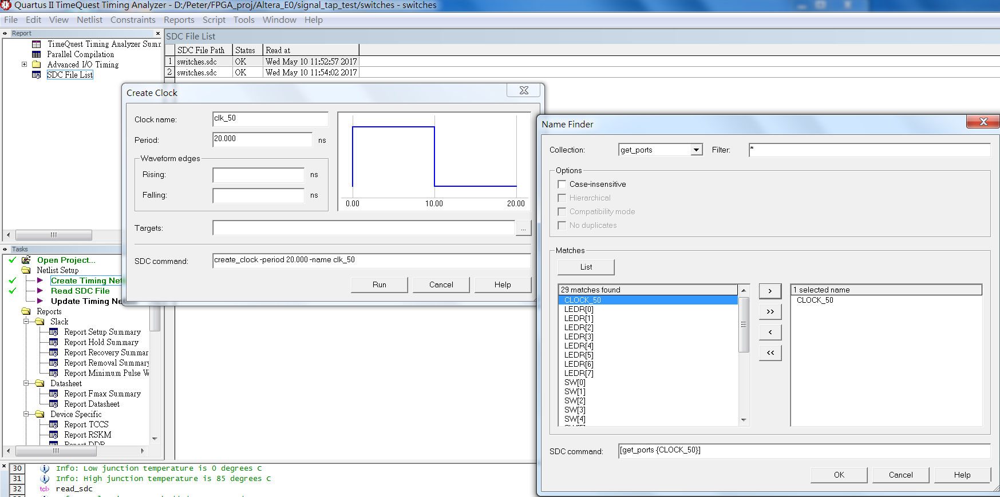 Quartus II TimeQuest Timing Analyzer - D:/Peter/FPGA_proj/Altera_E0/signal_tap_test/switches - switches
File Edit View Netlist Constraints Reports Script Tools Window Help
Report
TimeQuest Timing Analyzer Summ
Parallel Compilation
Advanced I/O Timing
SDC File List
SDC File List
SDC File Path Status Read at
1 switches.sdc OK Wed May 10 11:52:57 2017
2 switches.sdc OK Wed May 10 11:54:02 2017
Create Clock
Clock name: clk_50
Period: 20.000 ns
Waveform edges
Rising: ns
Falling: ns
0.00 10.00 20.00
Targets: ...
SDC command: create_clock -period 20.000 -name clk_50
Run Cancel Help
Name Finder
Collection: get_ports Filter: *
Options
Case-insensitive
Hierarchical
Compatibility mode
No duplicates
Matches
List
29 matches found
CLOCK_50
LEDR[0]
LEDR[1]
LEDR[2]
LEDR[3]
LEDR[4]
LEDR[5]
LEDR[6]
LEDR[7]
SW[0]
SW[1]
SW[2]
SW[3]
SW[4]
>
>>
<
<<
1 selected name
CLOCK_50
SDC command: [get_ports {CLOCK_50}]
OK Cancel Help
Tasks
Open Project...
Netlist Setup
Create Timing Net
Read SDC File
Update Timing Ne
Reports
Slack
Report Setup Summary
Report Hold Summary
Report Recovery Summar
Report Removal Summary
Report Minimum Pulse W
Datasheet
Report Fmax Summary
Report Datasheet
Device Specific
Report TCCS
Report RSKM
Report DDR
30 Info: Low junction temperature is 0 degrees C
31 Info: High junction temperature is 85 degrees C
32 tcl> read_sdc